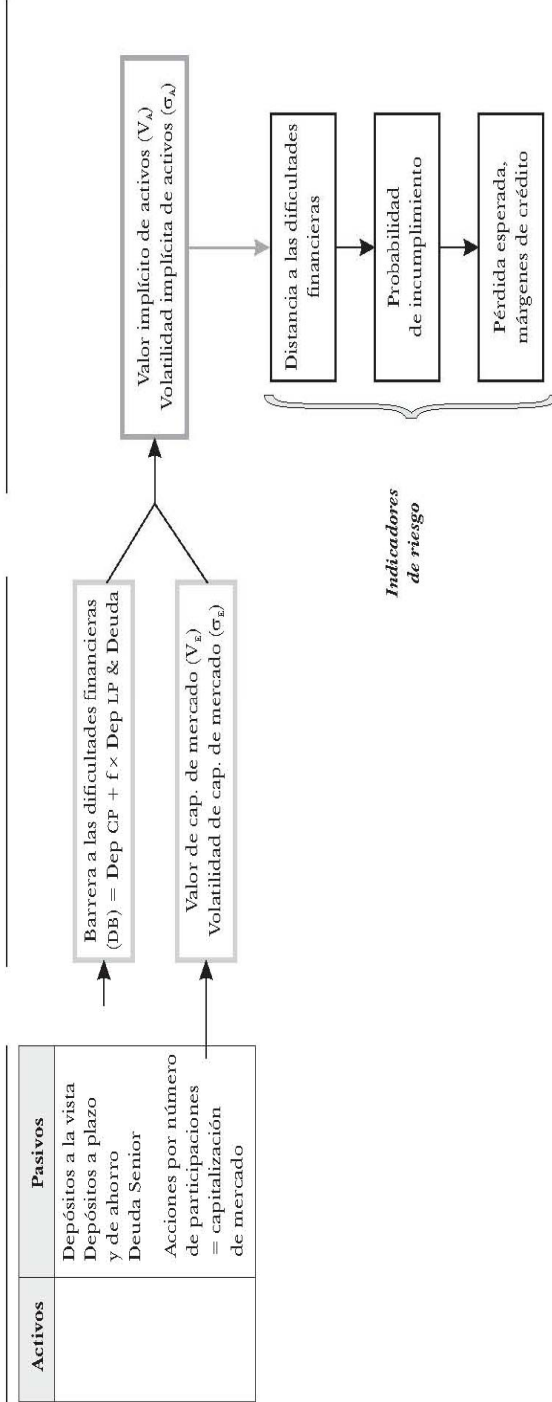 Activos
Pasivos
Depósitos a la vista
Depósitos a plazo
y de ahorro
Deuda Senior
Acciones por número
de participaciones
= capitalización
de mercado
Barrera a las dificultades financieras
(DB) = Dep CP + f × Dep LP & Deuda
Valor de cap. de mercado (V_E)
Volatilidad de cap. de mercado (σ_E)
Valor implícito de activos (V_A)
Volatilidad implícita de activos (σ_A)
Indicadores
de riesgo
Distancia a las dificultades
financieras
Probabilidad
de incumplimiento
Pérdida esperada,
márgenes de crédito